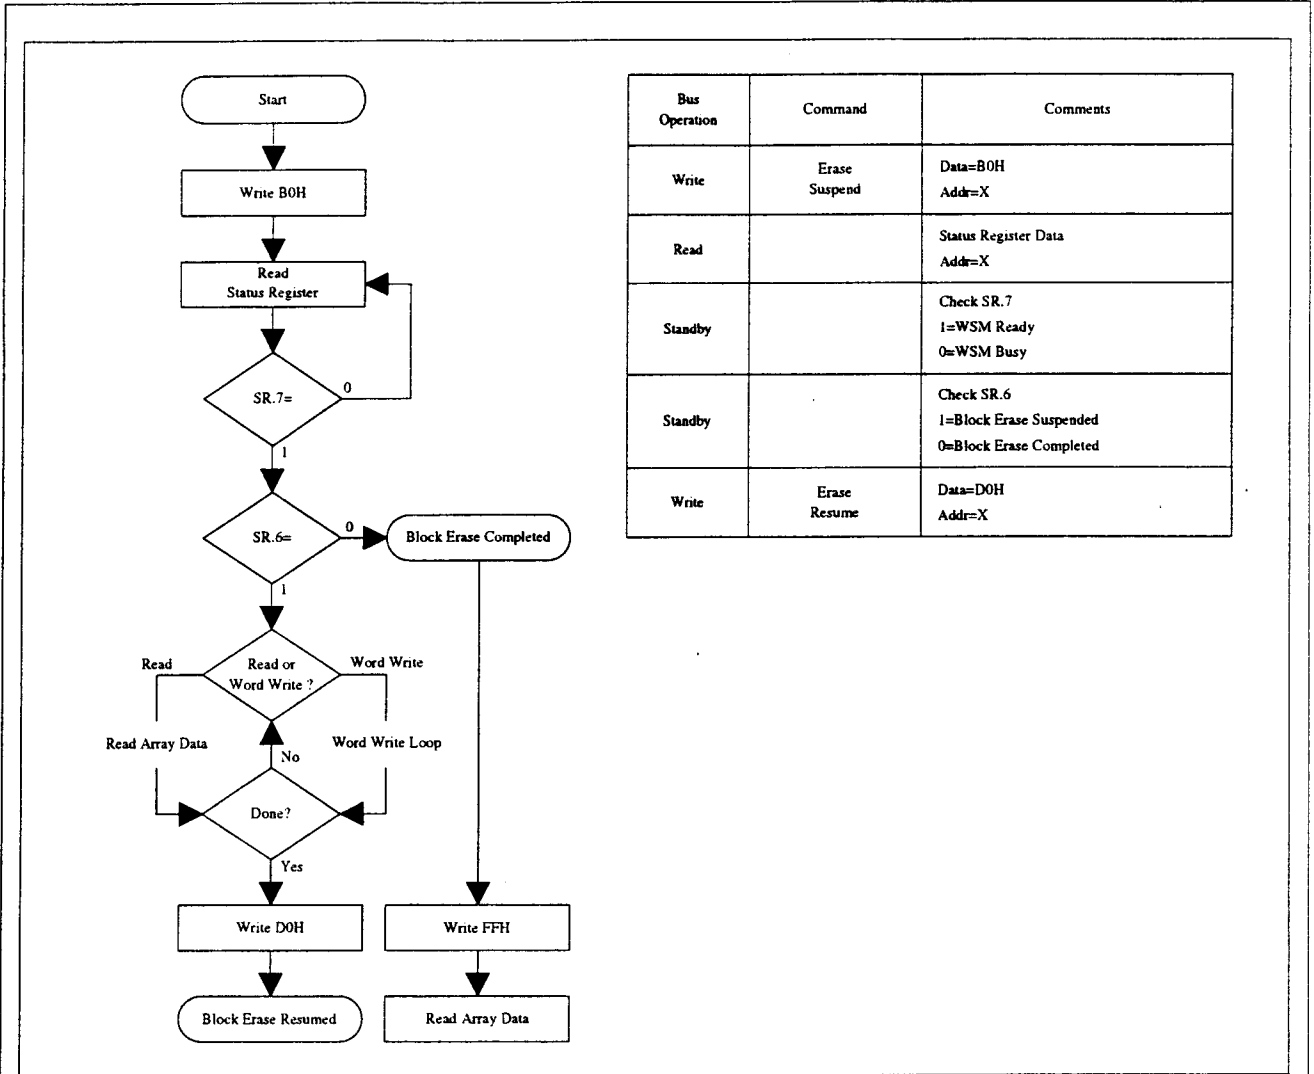 Start
Write B0H
Read
Status Register
SR.7=
0
1
SR.6=
0
Block Erase Completed
1
Read
Read or
Word Write ?
Word Write
Read Array Data
Word Write Loop
No
Done?
Yes
Write D0H
Write FFH
Block Erase Resumed
Read Array Data
Bus
Operation
Command
Comments
Write
Erase
Suspend
Data=B0H
Addr=X
Read
Status Register Data
Addr=X
Standby
Check SR.7
1=WSM Ready
0=WSM Busy
Standby
Check SR.6
1=Block Erase Suspended
0=Block Erase Completed
Write
Erase
Resume
Data=D0H
Addr=X